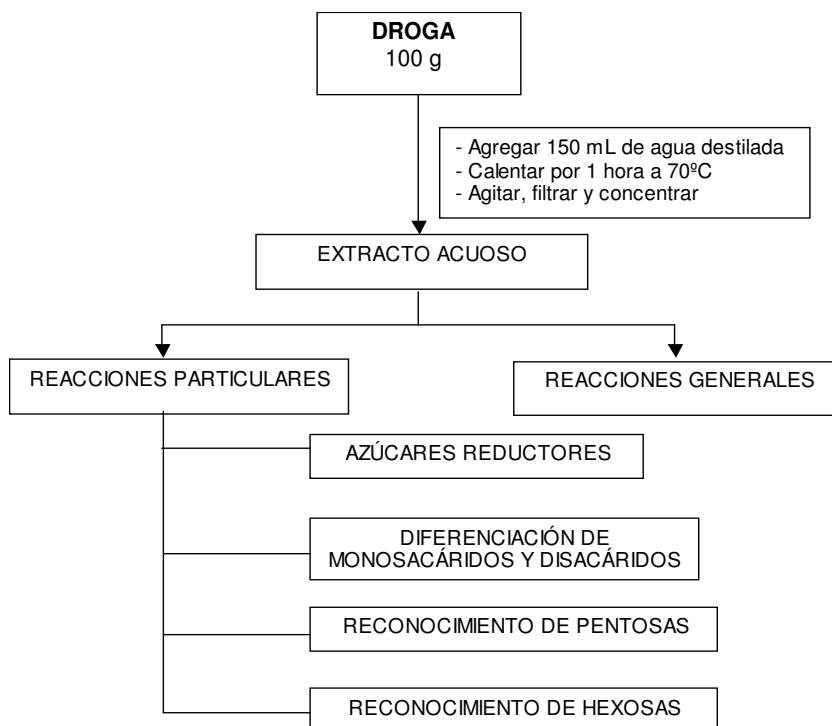 DROGA
100 g
- Agregar 150 mL de agua destilada
- Calentar por 1 hora a 70ºC
- Agitar, filtrar y concentrar
EXTRACTO ACUOSO
REACCIONES PARTICULARES
REACCIONES GENERALES
AZÚCARES REDUCTORES
DIFERENCIACIÓN DE
MONOSACÁRIDOS Y DISACÁRIDOS
RECONOCIMIENTO DE PENTOSAS
RECONOCIMIENTO DE HEXOSAS